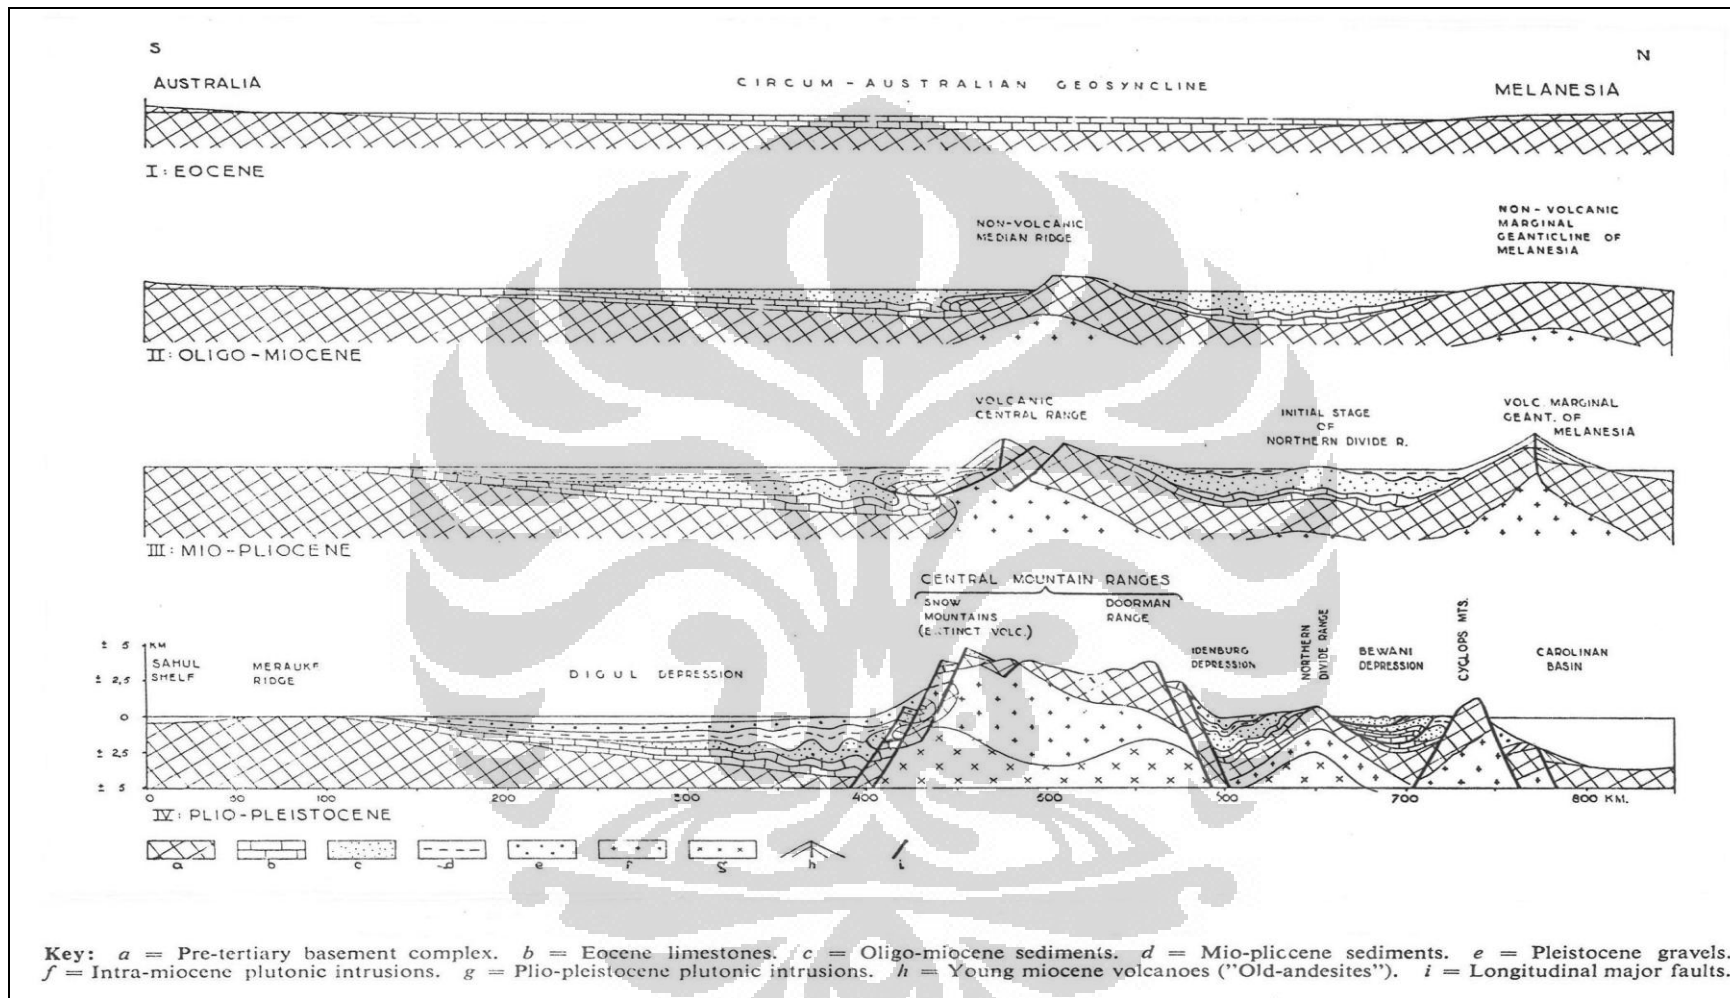 S
N
AUSTRALIA
CIRCUM-AUSTRALIAN GEOSYNCLINE
MELANESIA
I: EOCENE
NON-VOLCANIC
MEDIAN RIDGE
NON-VOLCANIC
MARGINAL
GEANTICLINE OF
MELANESIA
II: OLIGO-MIOCENE
VOLCANIC
CENTRAL RANGE
INITIAL STAGE
OF
NORTHERN DIVIDE R.
VOLC. MARGINAL
GEANT. OF
MELANESIA
III: MIO-PLIOCENE
CENTRAL MOUNTAIN RANGES
SNOW
MOUNTAINS
(EXTINCT VOLC.)
DOORMAN
RANGE
± 5 KM
± 2,5
0
± 2,5
± 5
SAHUL
SHELF
MERAUKE
RIDGE
DIGUL DEPRESSION
IDENBURG
DEPRESSION
NORTHERN
DIVIDE RANGE
BEWANI
DEPRESSION
CYCLOPS MTS.
CAROLINAN
BASIN
0 50 100 200 300 400 500 600 700 800 KM.
IV: PLIO-PLEISTOCENE
a b c d e f g h i
Key: a = Pre-tertiary basement complex. b = Eocene limestones. c = Oligo-miocene sediments. d = Mio-pliccene sediments. e = Pleistocene gravels.
f = Intra-miocene plutonic intrusions. g = Plio-pleistocene plutonic intrusions. h = Young miocene volcanoes ("Old-andesites"). i = Longitudinal major faults.